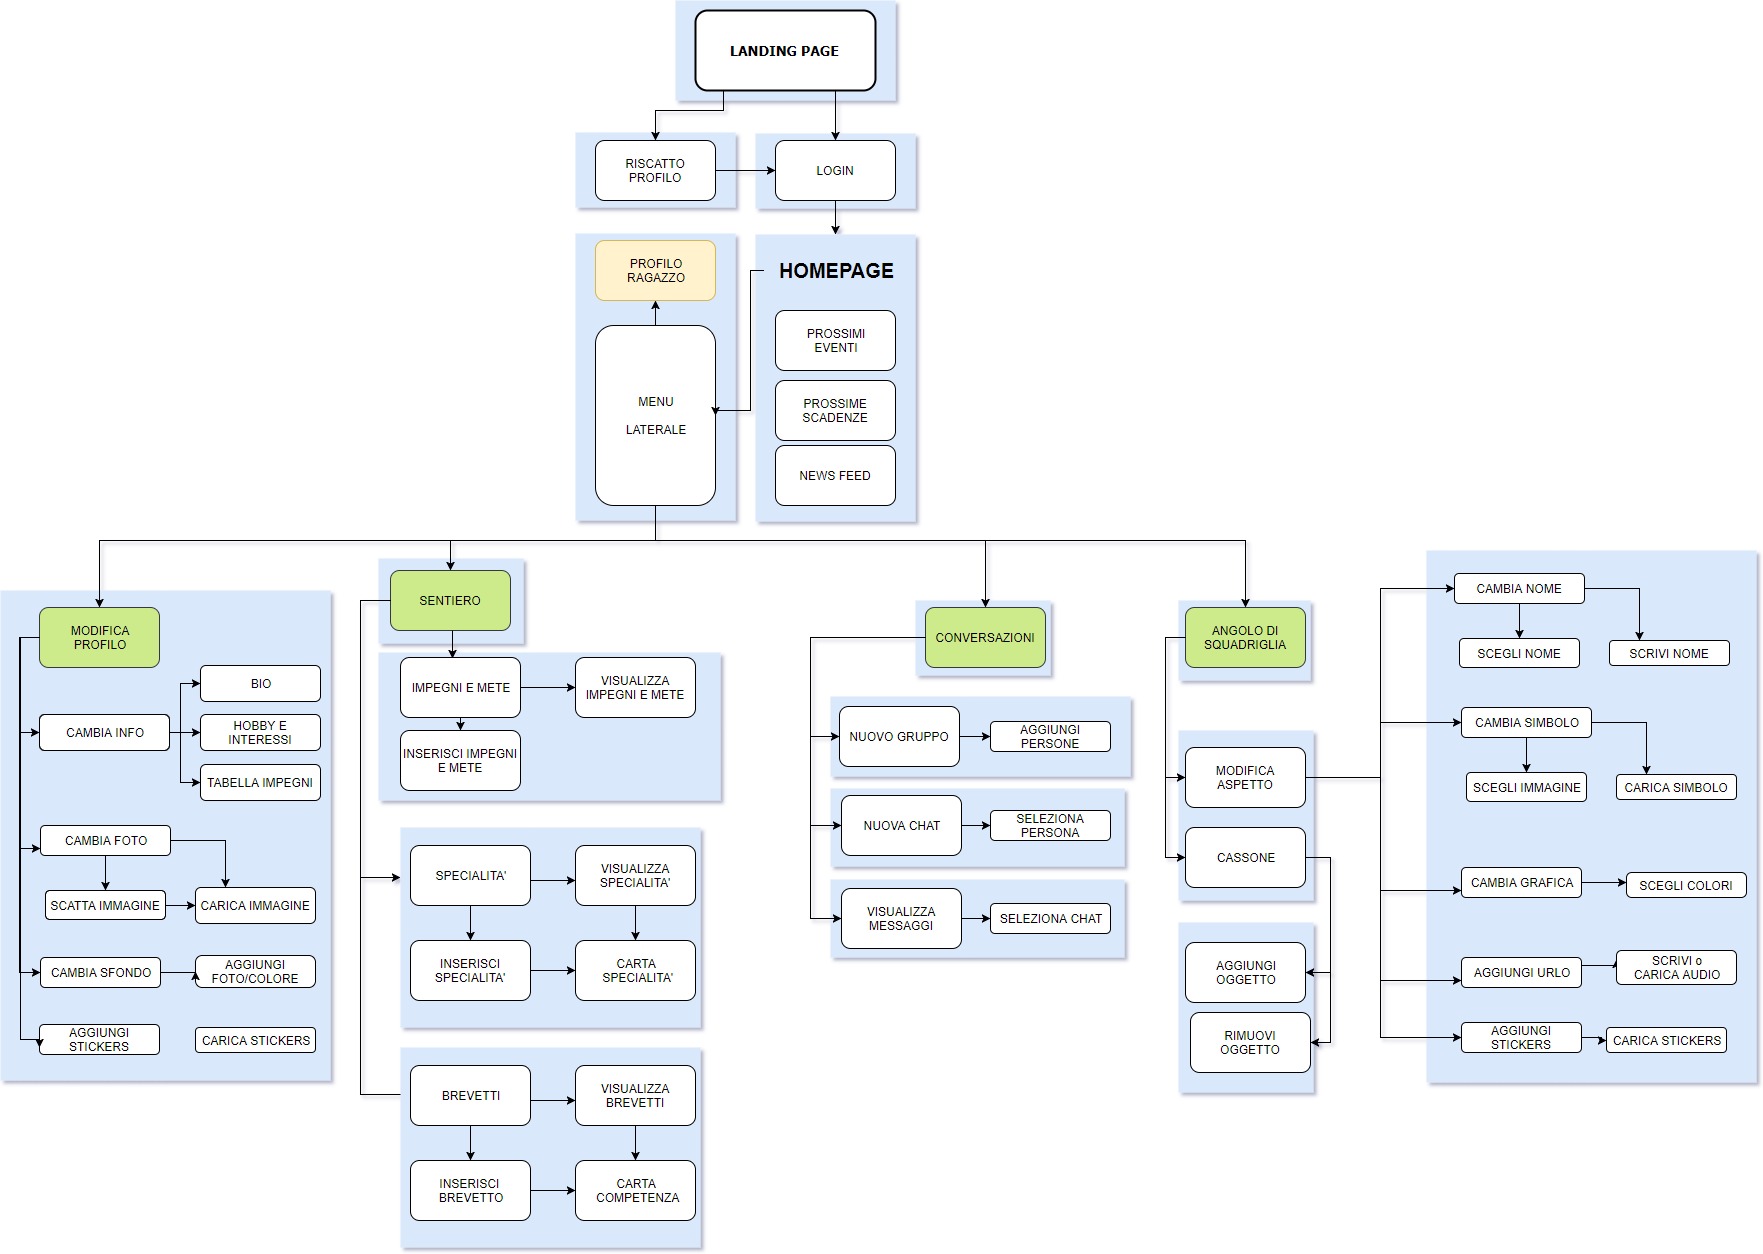 LANDING PAGE
RISCATTO
PROFILO
LOGIN
PROFILO
RAGAZZO
HOMEPAGE
PROSSIMI
EVENTI
MENU
LATERALE
PROSSIME
SCADENZE
NEWS FEED
MODIFICA
PROFILO
CAMBIA INFO
BIO
HOBBY E
INTERESSI
TABELLA IMPEGNI
CAMBIA FOTO
SCATTA IMMAGINE
CARICA IMMAGINE
CAMBIA SFONDO
AGGIUNGI
FOTO/COLORE
AGGIUNGI
STICKERS
CARICA STICKERS
SENTIERO
IMPEGNI E METE
VISUALIZZA
IMPEGNI E METE
INSERISCI IMPEGNI
E METE
SPECIALITA'
VISUALIZZA
SPECIALITA'
INSERISCI
SPECIALITA'
CARTA
SPECIALITA'
BREVETTI
VISUALIZZA
BREVETTI
INSERISCI
BREVETTO
CARTA
COMPETENZA
CONVERSAZIONI
NUOVO GRUPPO
AGGIUNGI
PERSONE
NUOVA CHAT
SELEZIONA
PERSONA
VISUALIZZA
MESSAGGI
SELEZIONA CHAT
ANGOLO DI
SQUADRIGLIA
MODIFICA
ASPETTO
CASSONE
AGGIUNGI
OGGETTO
RIMUOVI
OGGETTO
CAMBIA NOME
SCEGLI NOME
SCRIVI NOME
CAMBIA SIMBOLO
SCEGLI IMMAGINE
CARICA SIMBOLO
CAMBIA GRAFICA
SCEGLI COLORI
AGGIUNGI URLO
SCRIVI o
CARICA AUDIO
AGGIUNGI
STICKERS
CARICA STICKERS